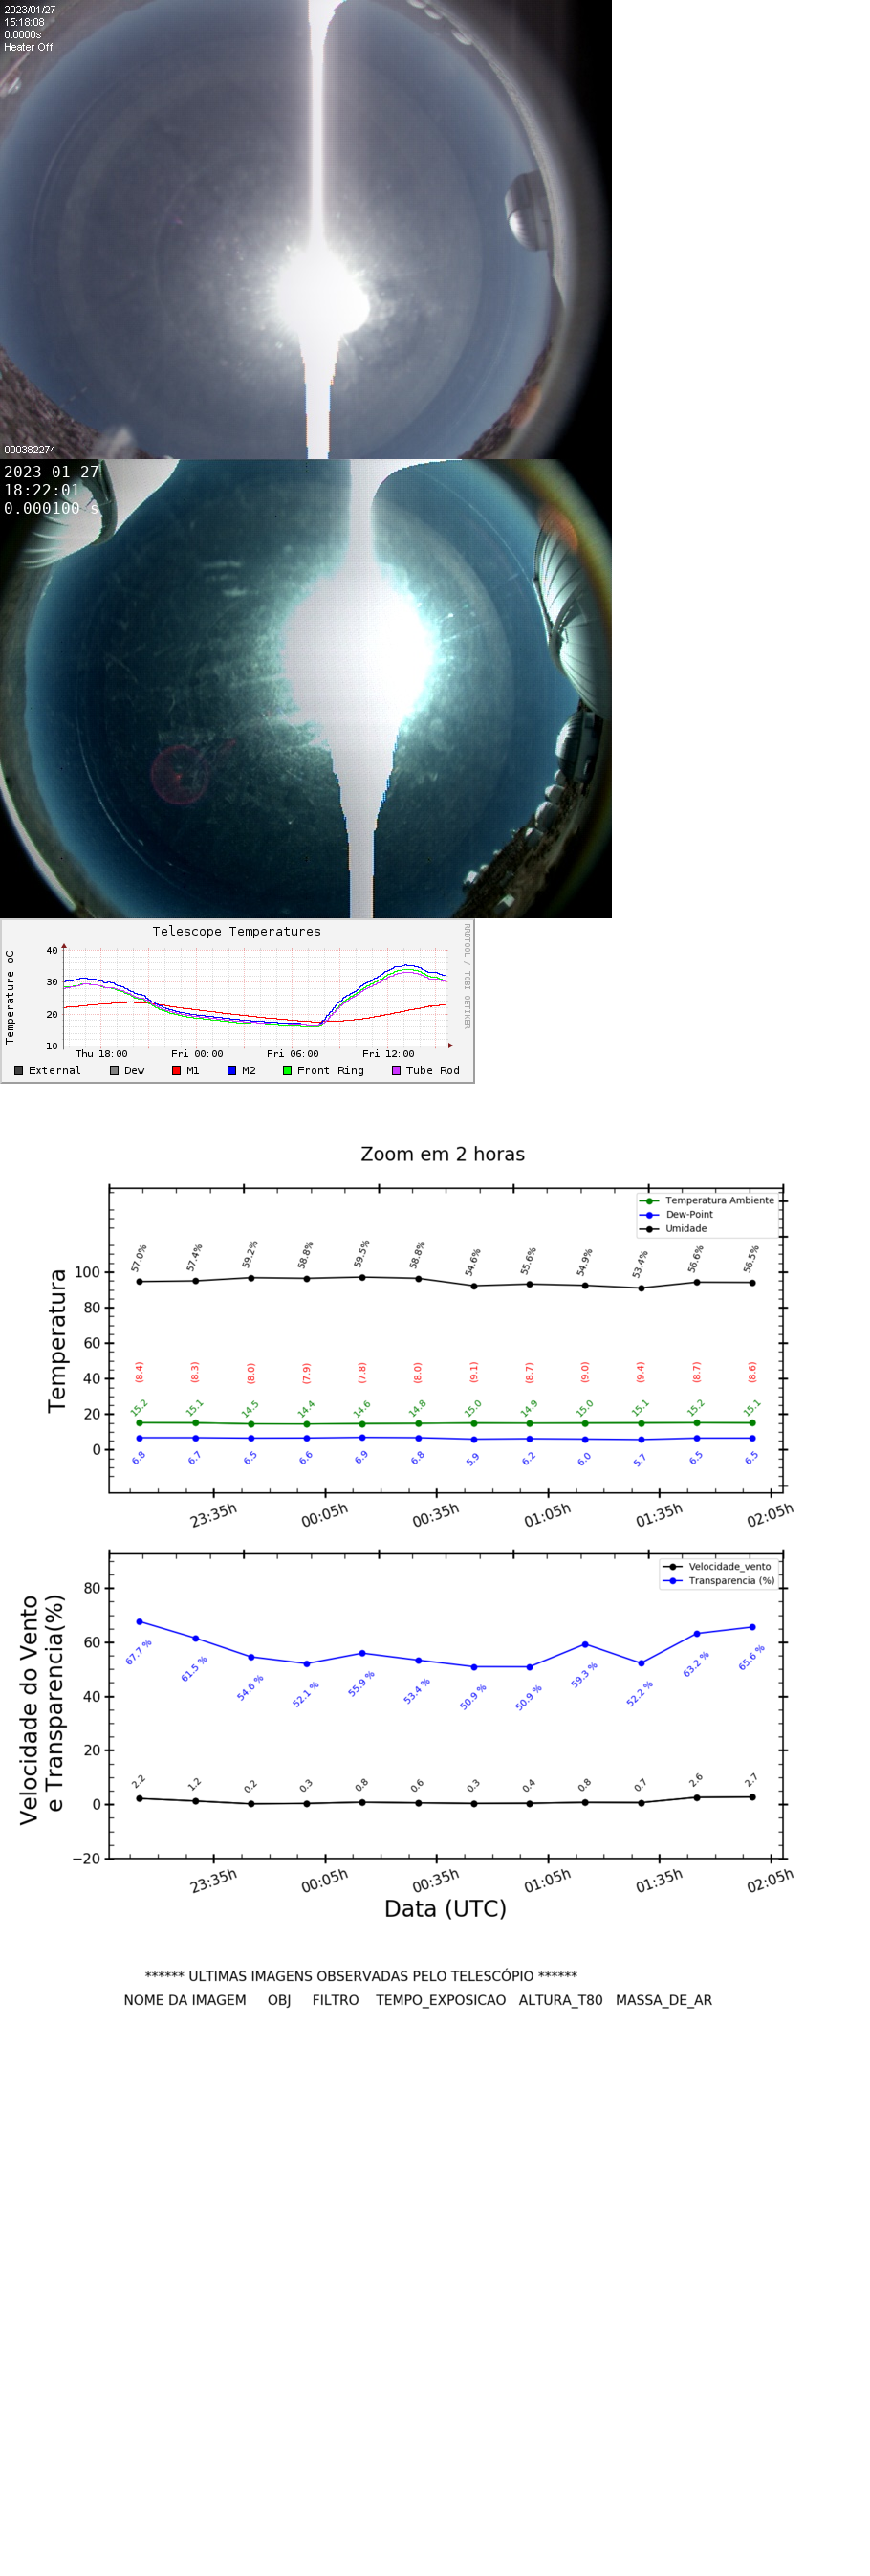 2023/01/27
15:18:08
0.0000s
Heater Off
000382274
2023-01-27
18:22:01
0.000100 s
Telescope Temperatures
Temperature oC
40
30
20
10
Thu 18:00 Fri 00:00 Fri 06:00 Fri 12:00
External Dew M1 M2 Front Ring Tube Rod
RRDTOOL / TOBI OETIKER
Zoom em 2 horas
Temperatura Ambiente
Dew-Point
Umidade
Temperatura
100
80
60
40
20
0
57.0% 57.4% 59.2% 58.8% 59.5% 58.8% 54.6% 55.6% 54.9% 53.4% 56.6% 56.5%
(8.4) (8.3) (8.0) (7.9) (7.8) (8.0) (9.1) (8.7) (9.0) (9.4) (8.7) (8.6)
15.2 15.1 14.5 14.4 14.6 14.8 15.0 14.9 15.0 15.1 15.2 15.1
6.8 6.7 6.5 6.6 6.9 6.8 5.9 6.2 6.0 5.7 6.5 6.5
23:35h 00:05h 00:35h 01:05h 01:35h 02:05h
Velocidade_vento
Transparencia (%)
Velocidade do Vento
e Transparencia(%)
80
60
40
20
0
−20
67.7 % 61.5 % 54.6 % 52.1 % 55.9 % 53.4 % 50.9 % 50.9 % 59.3 % 52.2 % 63.2 % 65.6 %
2.2 1.2 0.2 0.3 0.8 0.6 0.3 0.4 0.8 0.7 2.6 2.7
23:35h 00:05h 00:35h 01:05h 01:35h 02:05h
Data (UTC)
****** ULTIMAS IMAGENS OBSERVADAS PELO TELESCÓPIO ******
NOME DA IMAGEM OBJ FILTRO TEMPO_EXPOSICAO ALTURA_T80 MASSA_DE_AR